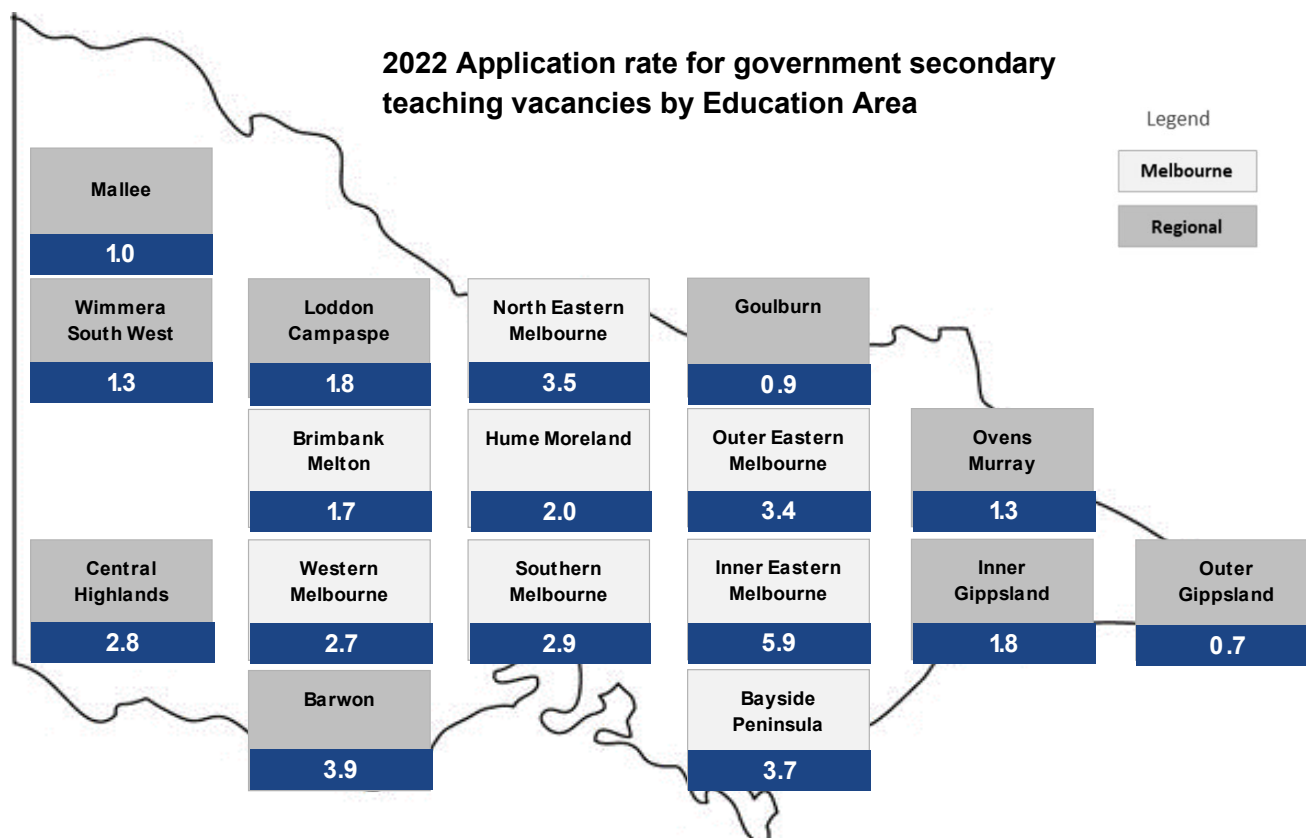 2022 Application rate for government secondary
teaching vacancies by Education Area
Legend
Melbourne
Regional
Mallee
1.0
Wimmera
South West
1.3
Loddon
Campaspe
1.8
North Eastern
Melbourne
3.5
Goulburn
0.9
Brimbank
Melton
1.7
Hume Moreland
2.0
Outer Eastern
Melbourne
3.4
Ovens
Murray
1.3
Central
Highlands
2.8
Western
Melbourne
2.7
Southern
Melbourne
2.9
Inner Eastern
Melbourne
5.9
Inner
Gippsland
1.8
Outer
Gippsland
0.7
Barwon
3.9
Bayside
Peninsula
3.7